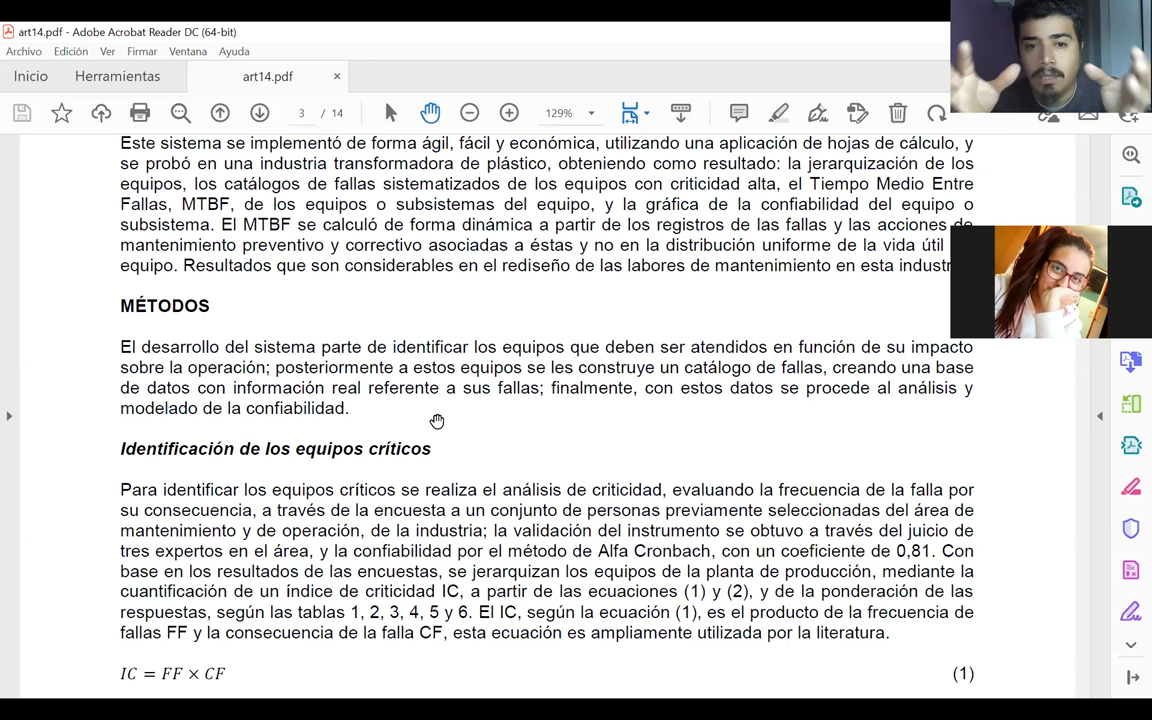 art14.pdf - Adobe Acrobat Reader DC (64-bit)
Archivo Edición Ver Firmar Ventana Ayuda
Inicio Herramientas art14.pdf ×
3 / 14 129%
Este sistema se implementó de forma ágil, fácil y económica, utilizando una aplicación de hojas de cálculo, y
se probó en una industria transformadora de plástico, obteniendo como resultado: la jerarquización de los
equipos, los catálogos de fallas sistematizados de los equipos con criticidad alta, el Tiempo Medio Entre
Fallas, MTBF, de los equipos o subsistemas del equipo, y la gráfica de la confiabilidad del equipo o
subsistema. El MTBF se calculó de forma dinámica a partir de los registros de las fallas y las acciones de
mantenimiento preventivo y correctivo asociadas a éstas y no en la distribución uniforme de la vida útil
equipo. Resultados que son considerables en el rediseño de las labores de mantenimiento en esta industr
MÉTODOS
El desarrollo del sistema parte de identificar los equipos que deben ser atendidos en función de su impacto
sobre la operación; posteriormente a estos equipos se les construye un catálogo de fallas, creando una base
de datos con información real referente a sus fallas; finalmente, con estos datos se procede al análisis y
modelado de la confiabilidad.
Identificación de los equipos críticos
Para identificar los equipos críticos se realiza el análisis de criticidad, evaluando la frecuencia de la falla por
su consecuencia, a través de la encuesta a un conjunto de personas previamente seleccionadas del área de
mantenimiento y de operación, de la industria; la validación del instrumento se obtuvo a través del juicio de
tres expertos en el área, y la confiabilidad por el método de Alfa Cronbach, con un coeficiente de 0,81. Con
base en los resultados de las encuestas, se jerarquizan los equipos de la planta de producción, mediante la
cuantificación de un índice de criticidad IC, a partir de las ecuaciones (1) y (2), y de la ponderación de las
respuestas, según las tablas 1, 2, 3, 4, 5 y 6. El IC, según la ecuación (1), es el producto de la frecuencia de
fallas FF y la consecuencia de la falla CF, esta ecuación es ampliamente utilizada por la literatura.
IC = FF × CF (1)